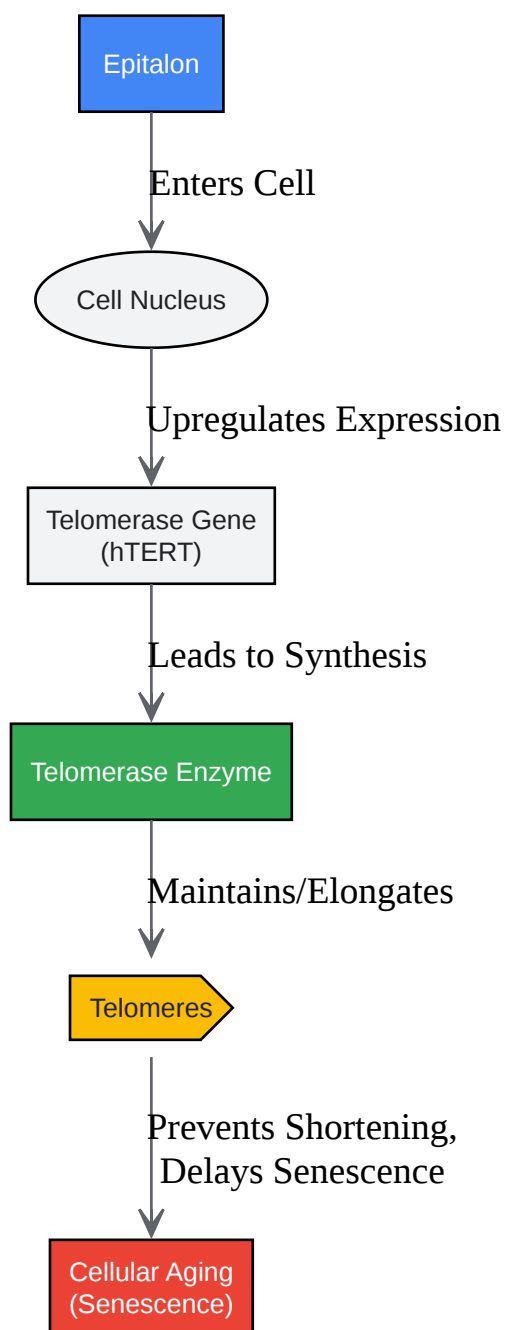 Epitalon
Enters Cell
Cell Nucleus
Upregulates Expression
Telomerase Gene
(hTERT)
Leads to Synthesis
Telomerase Enzyme
Maintains/Elongates
Telomeres
Prevents Shortening,
Delays Senescence
Cellular Aging
(Senescence)